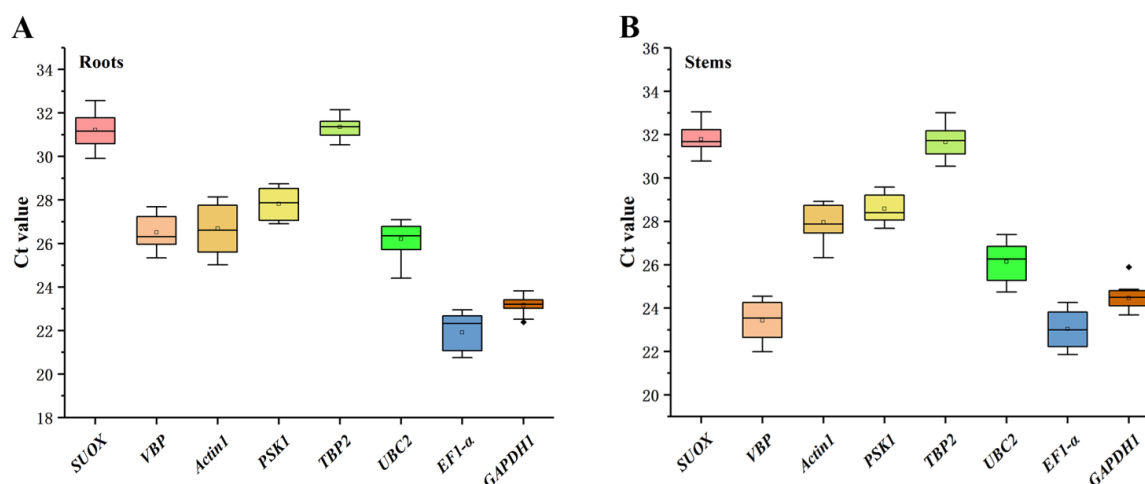 A
Roots
Ct value
34
32
30
28
26
24
22
20
18
SUOX
VBP
Actin1
PSK1
TBP2
UBC2
EF1-α
GAPDH1
B
Stems
Ct value
36
34
32
30
28
26
24
22
20
SUOX
VBP
Actin1
PSK1
TBP2
UBC2
EF1-α
GAPDH1